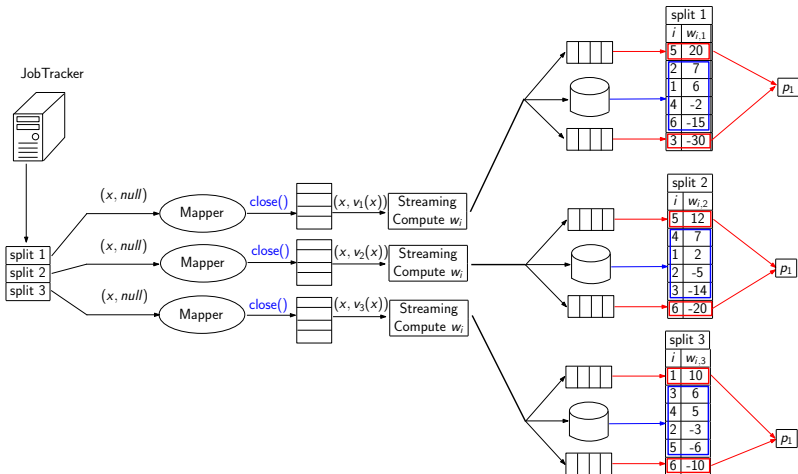 JobTracker
split 1
split 2
split 3
(x, null)
Mapper
close()
(x, v₁(x))
Streaming
Compute wᵢ
(x, null)
Mapper
close()
(x, v₂(x))
Streaming
Compute wᵢ
(x, null)
Mapper
close()
(x, v₃(x))
Streaming
Compute wᵢ
split 1
i wᵢ,₁
5 20
2 7
1 6
4 -2
6 -15
3 -30
p₁
split 2
i wᵢ,₂
5 12
4 7
1 2
2 -5
3 -14
6 -20
p₁
split 3
i wᵢ,₃
1 10
3 6
4 5
2 -3
5 -6
6 -10
p₁